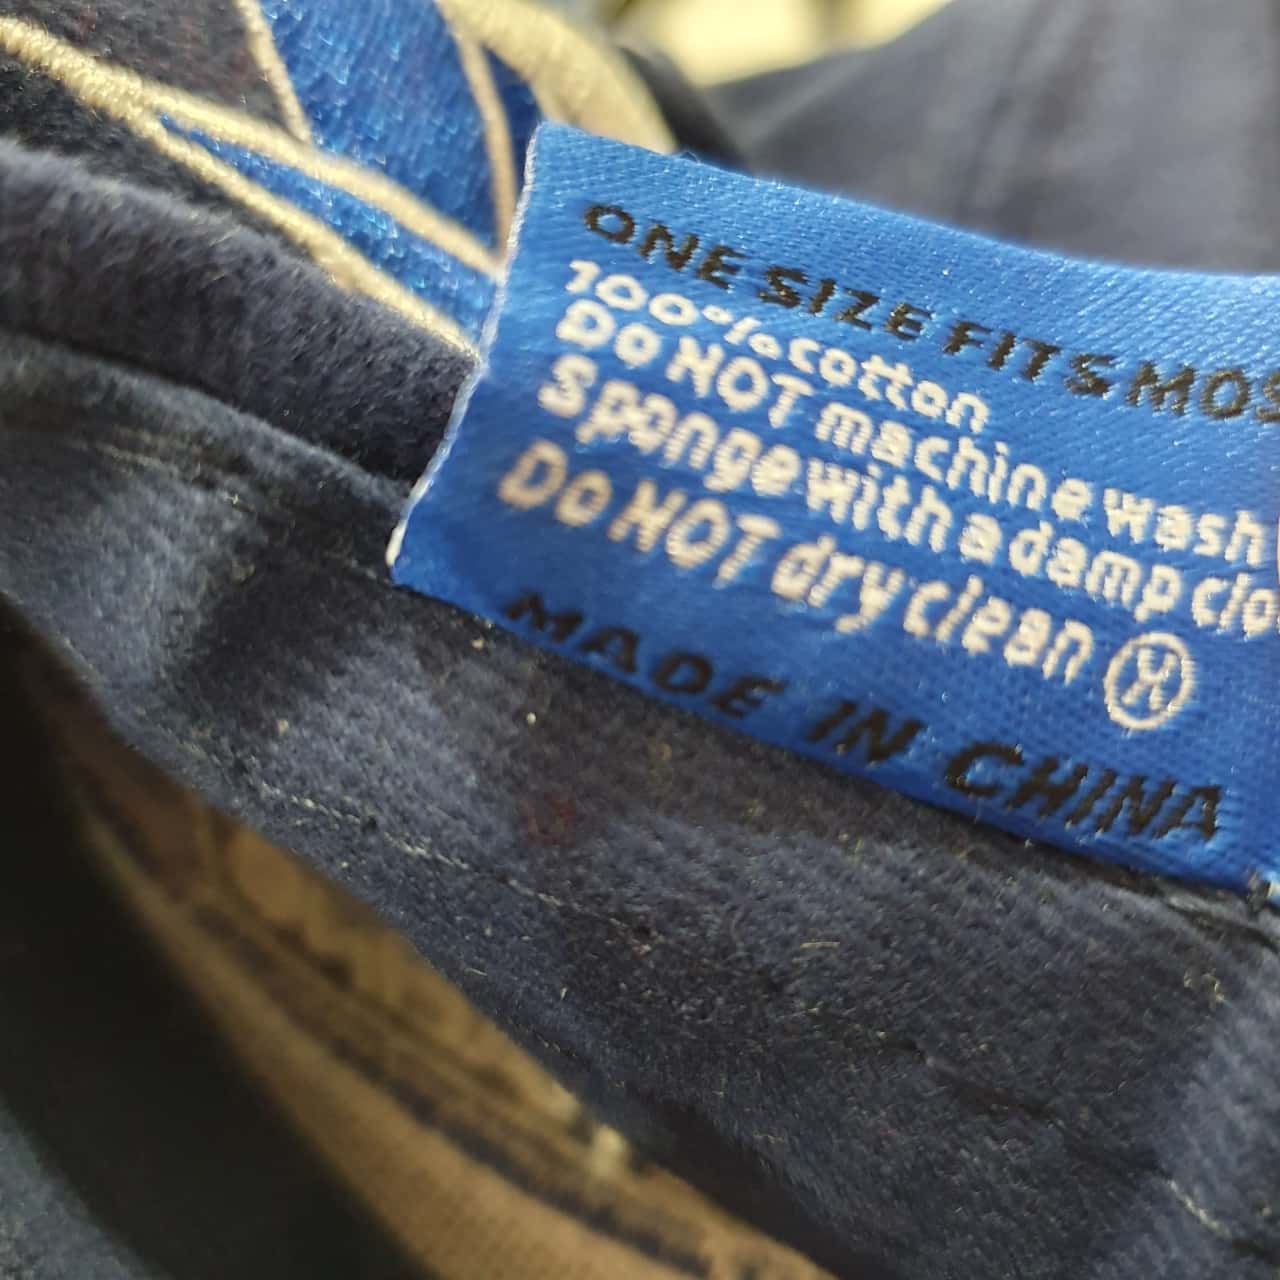 ONE SIZE FITS MOS
100% cotton
Do NOT machine wash
Sponge with a damp clo
Do NOT dry clean
MADE IN CHINA